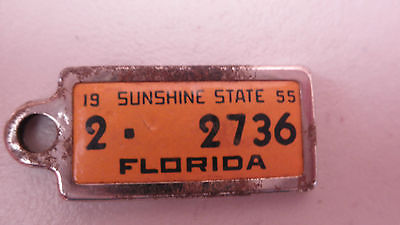 19 SUNSHINE STATE 55
2· 2736
FLORIDA